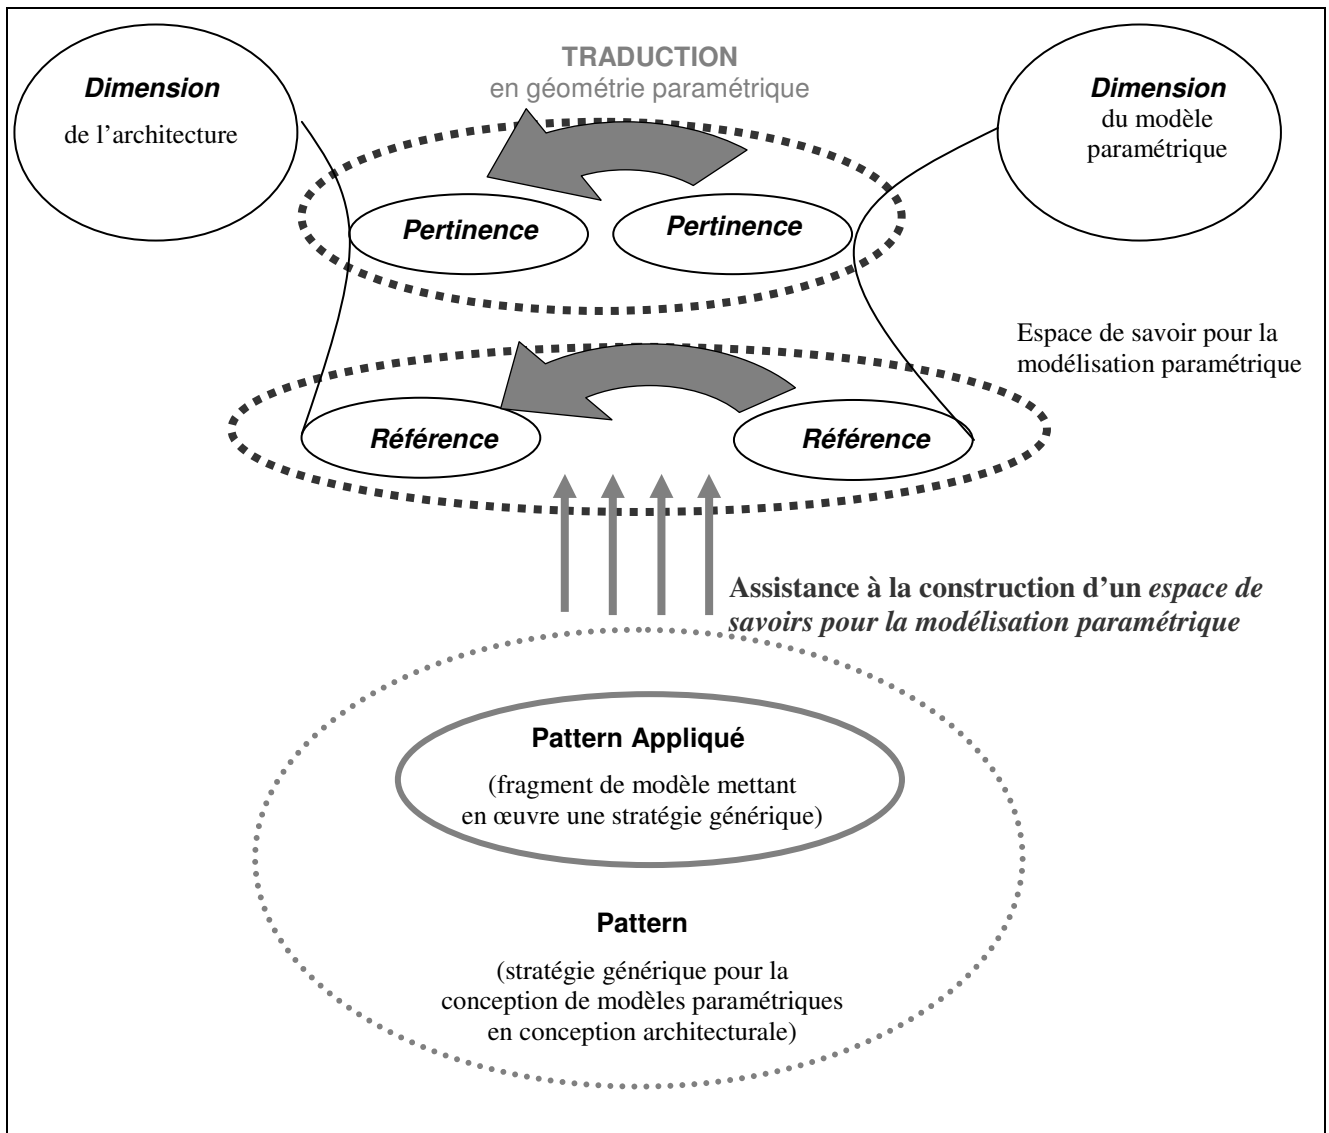 Dimension
de l'architecture
TRADUCTION
en géométrie paramétrique
Dimension
du modèle
paramétrique
Pertinence
Pertinence
Espace de savoir pour la
modélisation paramétrique
Référence
Référence
Assistance à la construction d'un espace de
savoirs pour la modélisation paramétrique
Pattern Appliqué
(fragment de modèle mettant
en œuvre une stratégie générique)
Pattern
(stratégie générique pour la
conception de modèles paramétriques
en conception architecturale)